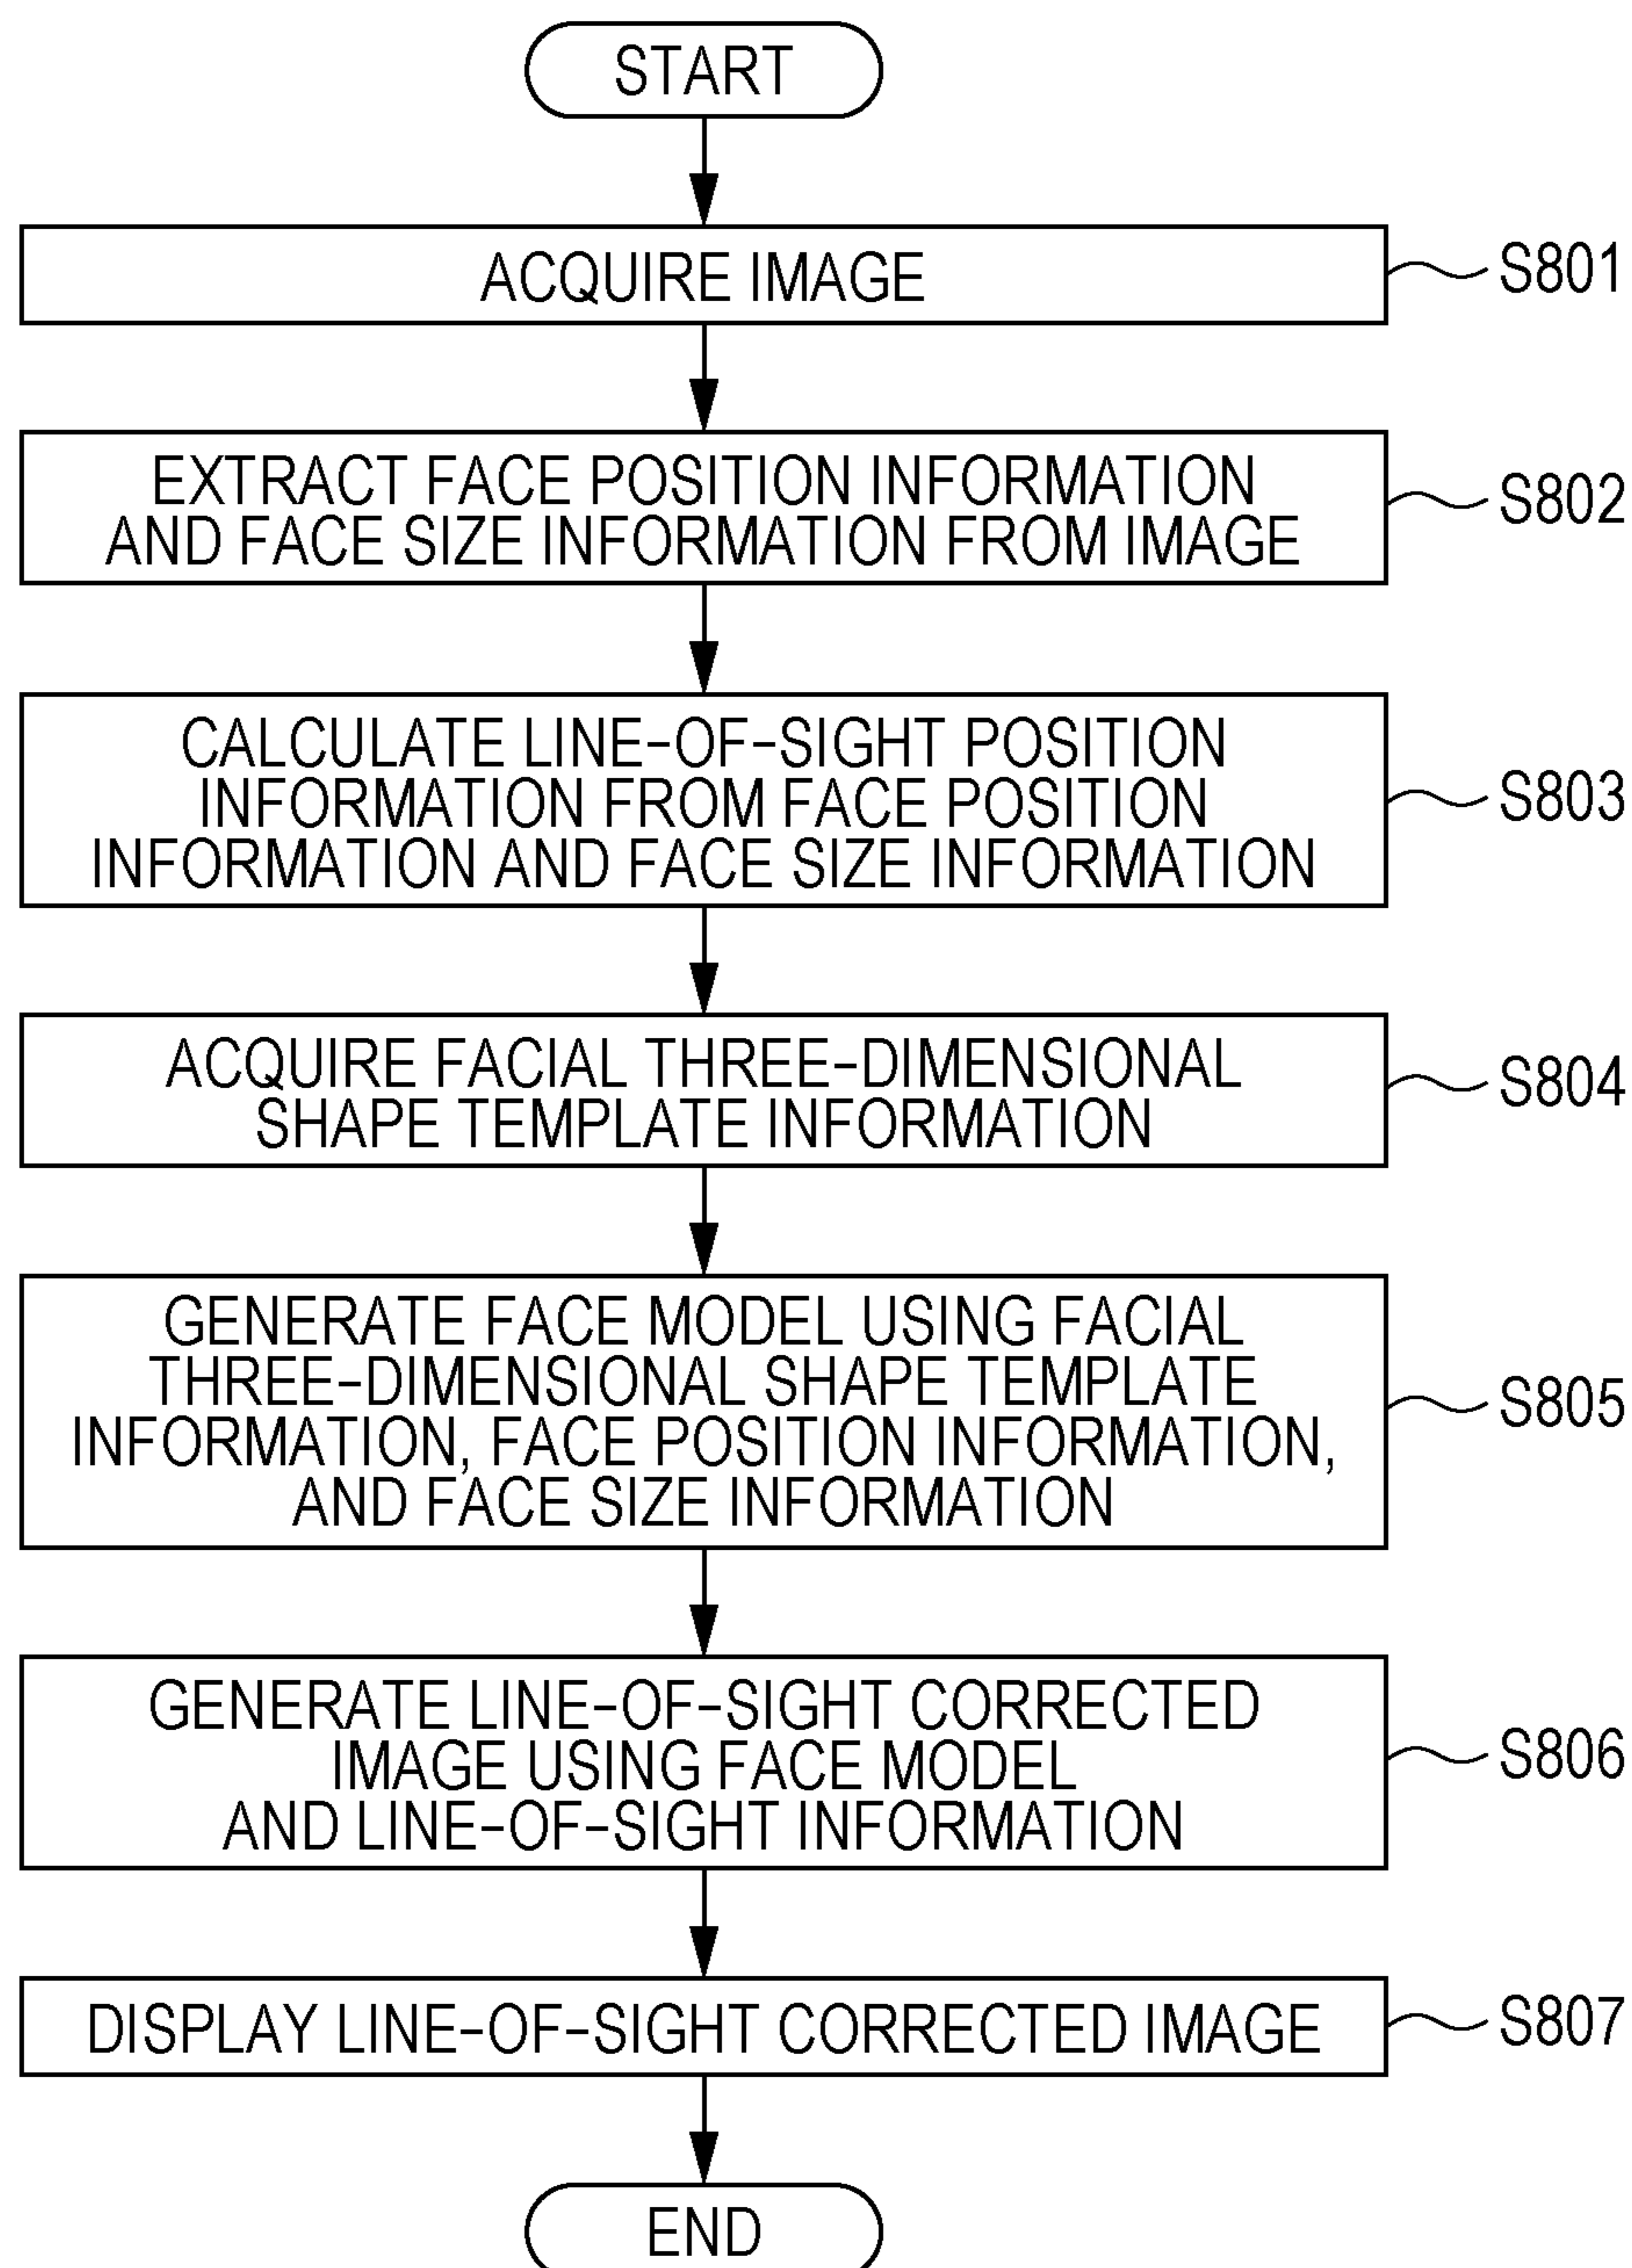 START
ACQUIRE IMAGE
S801
EXTRACT FACE POSITION INFORMATION
AND FACE SIZE INFORMATION FROM IMAGE
S802
CALCULATE LINE-OF-SIGHT POSITION
INFORMATION FROM FACE POSITION
INFORMATION AND FACE SIZE INFORMATION
S803
ACQUIRE FACIAL THREE-DIMENSIONAL
SHAPE TEMPLATE INFORMATION
S804
GENERATE FACE MODEL USING FACIAL
THREE-DIMENSIONAL SHAPE TEMPLATE
INFORMATION, FACE POSITION INFORMATION,
AND FACE SIZE INFORMATION
S805
GENERATE LINE-OF-SIGHT CORRECTED
IMAGE USING FACE MODEL
AND LINE-OF-SIGHT INFORMATION
S806
DISPLAY LINE-OF-SIGHT CORRECTED IMAGE
S807
END